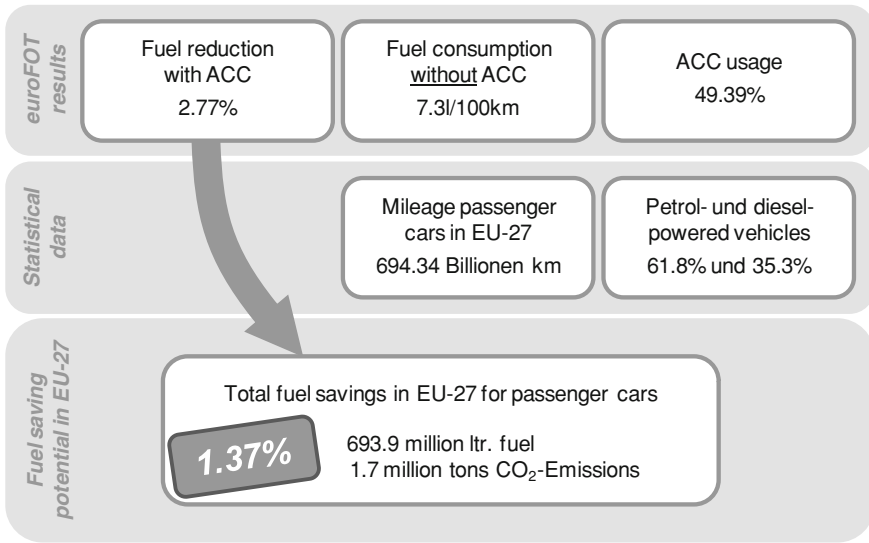 euroFOT
results
Fuel reduction
with ACC
2.77%
Fuel consumption
without ACC
7.3l/100km
ACC usage
49.39%
Statistical
data
Mileage passenger
cars in EU-27
694.34 Billionen km
Petrol- und diesel-
powered vehicles
61.8% und 35.3%
Fuel saving
potential in EU-27
Total fuel savings in EU-27 for passenger cars
1.37%
693.9 million ltr. fuel
1.7 million tons CO₂-Emissions